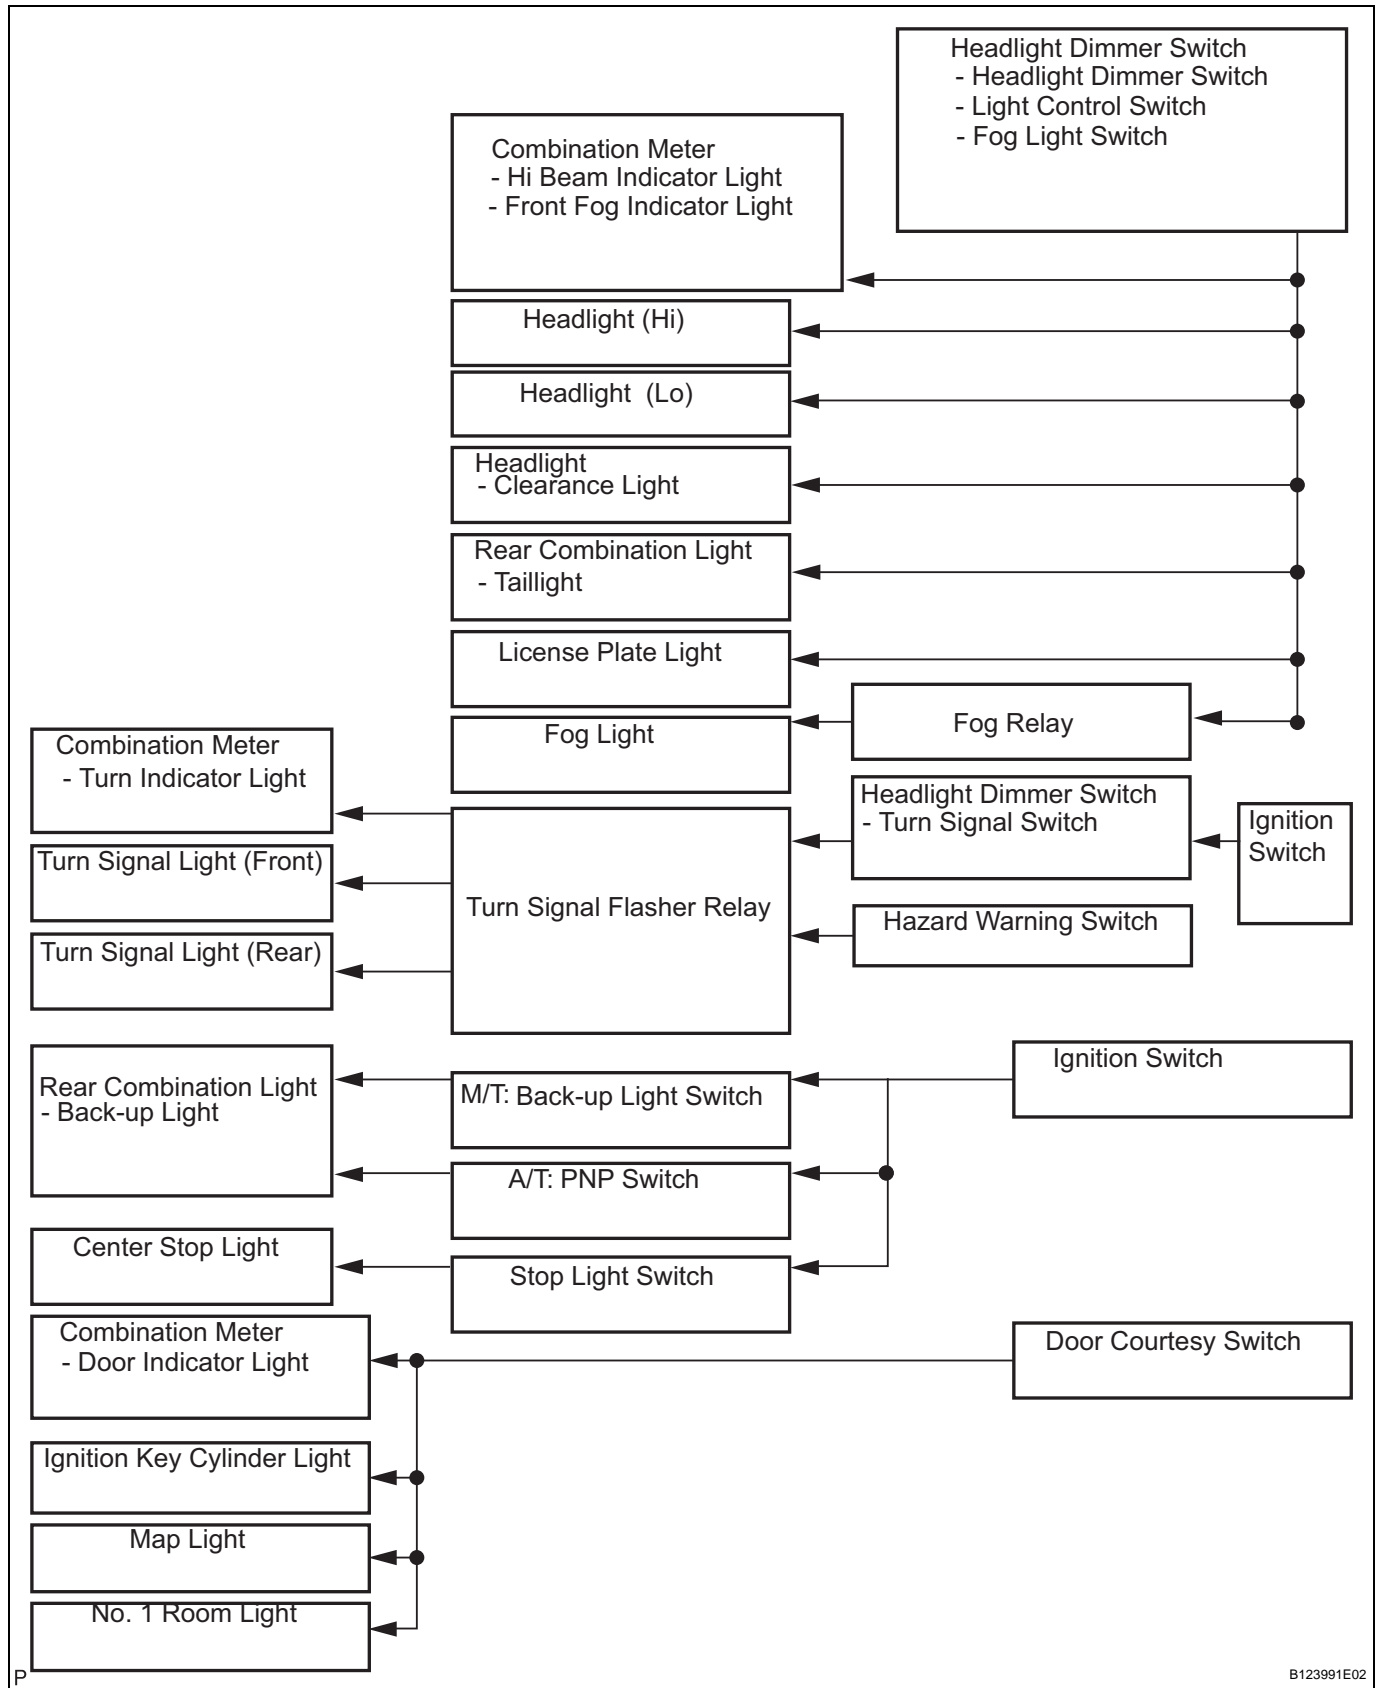 Headlight Dimmer Switch
- Headlight Dimmer Switch
- Light Control Switch
- Fog Light Switch
Combination Meter
- Hi Beam Indicator Light
- Front Fog Indicator Light
Headlight (Hi)
Headlight (Lo)
Headlight
- Clearance Light
Rear Combination Light
- Taillight
License Plate Light
Fog Relay
Fog Light
Combination Meter
- Turn Indicator Light
Headlight Dimmer Switch
- Turn Signal Switch
Ignition
Switch
Turn Signal Light (Front)
Turn Signal Flasher Relay
Hazard Warning Switch
Turn Signal Light (Rear)
Ignition Switch
Rear Combination Light
- Back-up Light
M/T: Back-up Light Switch
A/T: PNP Switch
Center Stop Light
Stop Light Switch
Combination Meter
- Door Indicator Light
Door Courtesy Switch
Ignition Key Cylinder Light
Map Light
No. 1 Room Light
P
B123991E02